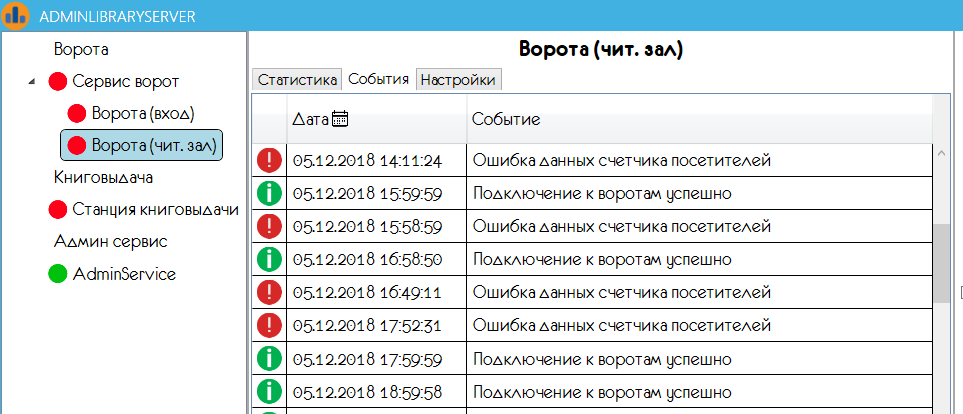 ADMINLIBRARYSERVER
Ворота
Сервис ворот
Ворота (вход)
Ворота (чит. зал)
Книговыдача
Станция книговыдачи
Админ сервис
AdminService
Ворота (чит. зал)
Статистика События Настройки
Дата Событие
05.12.2018 14:11:24 Ошибка данных счетчика посетителей
05.12.2018 15:59:59 Подключение к воротам успешно
05.12.2018 15:58:59 Ошибка данных счетчика посетителей
05.12.2018 16:58:50 Подключение к воротам успешно
05.12.2018 16:49:11 Ошибка данных счетчика посетителей
05.12.2018 17:52:31 Ошибка данных счетчика посетителей
05.12.2018 17:59:59 Подключение к воротам успешно
05.12.2018 18:59:58 Подключение к воротам успешно